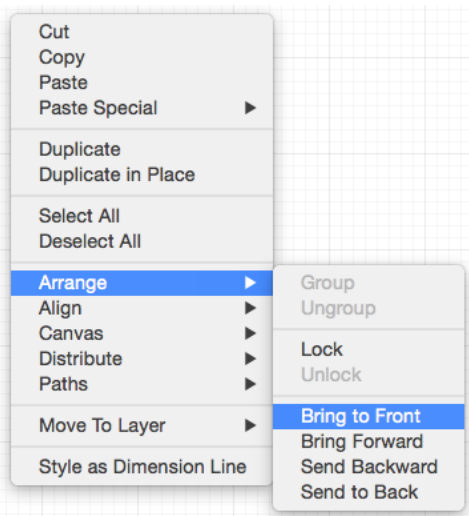 Cut
Copy
Paste
Paste Special
Duplicate
Duplicate in Place
Select All
Deselect All
Arrange
Align
Canvas
Distribute
Paths
Move To Layer
Style as Dimension Line
Group
Ungroup
Lock
Unlock
Bring to Front
Bring Forward
Send Backward
Send to Back